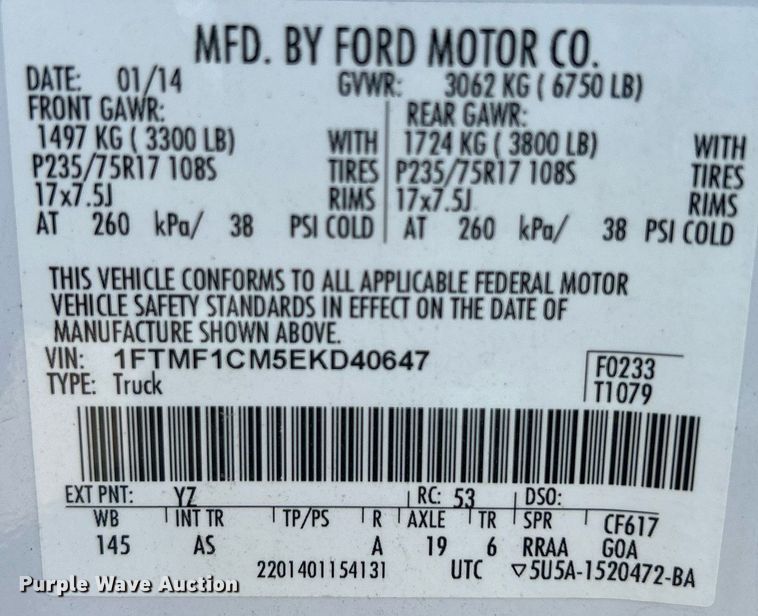 MFD. BY FORD MOTOR CO.
DATE: 01/14 GVWR: 3062 KG ( 6750 LB)
FRONT GAWR: REAR GAWR:
1497 KG ( 3300 LB) WITH 1724 KG ( 3800 LB) WITH
P235/75R17 108S TIRES P235/75R17 108S TIRES
17x7.5J RIMS 17x7.5J RIMS
AT 260 kPa/ 38 PSI COLD AT 260 kPa/ 38 PSI COLD
THIS VEHICLE CONFORMS TO ALL APPLICABLE FEDERAL MOTOR
VEHICLE SAFETY STANDARDS IN EFFECT ON THE DATE OF
MANUFACTURE SHOWN ABOVE.
VIN: 1FTMF1CM5EKD40647 F0233
TYPE: Truck T1079
EXT PNT: YZ RC: 53 DSO:
WB INT TR TP/PS R AXLE TR SPR CF617
145 AS A 19 6 RRAA GOA
2201401154131 UTC ▽5U5A-1520472-BA
Purple Wave Auction